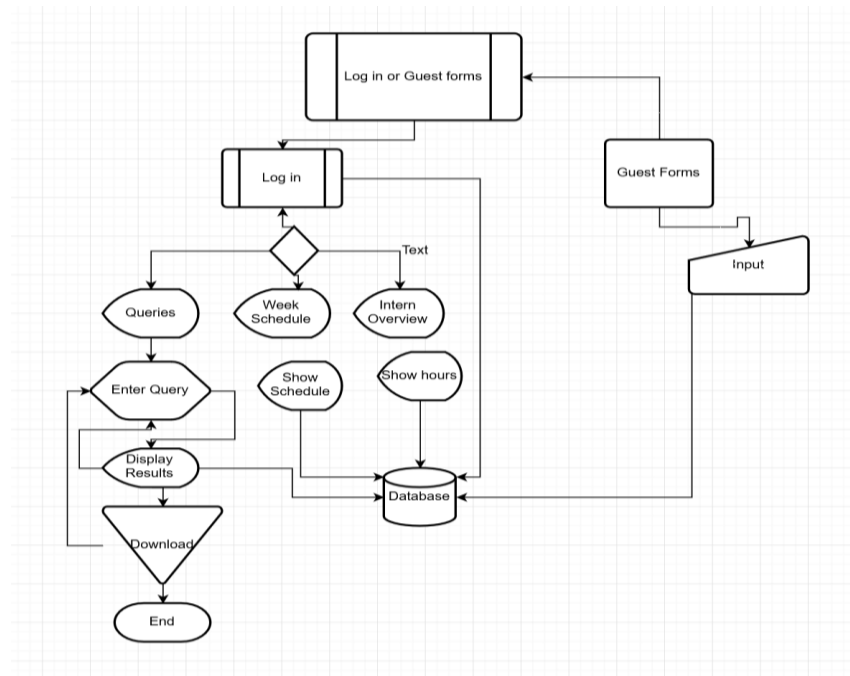 Log in or Guest forms
Log in
Guest Forms
Text
Input
Queries
Week
Schedule
Intern
Overview
Enter Query
Show
Schedule
Show hours
Display
Results
Database
Download
End